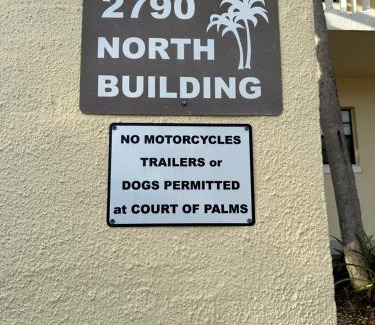 2790
NORTH
BUILDING
NO MOTORCYCLES
TRAILERS or
DOGS PERMITTED
at COURT OF PALMS